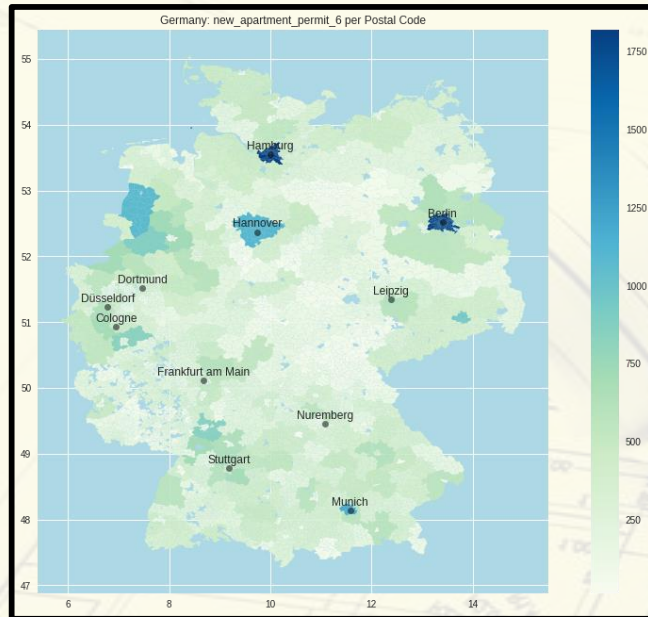 Germany: new_apartment_permit_6 per Postal Code
55
54
53
52
51
50
49
48
47
6
8
10
12
14
Hamburg
Berlin
Hannover
Dortmund
Düsseldorf
Leipzig
Cologne
Frankfurt am Main
Nuremberg
Stuttgart
Munich
1750
1500
1250
1000
750
500
250